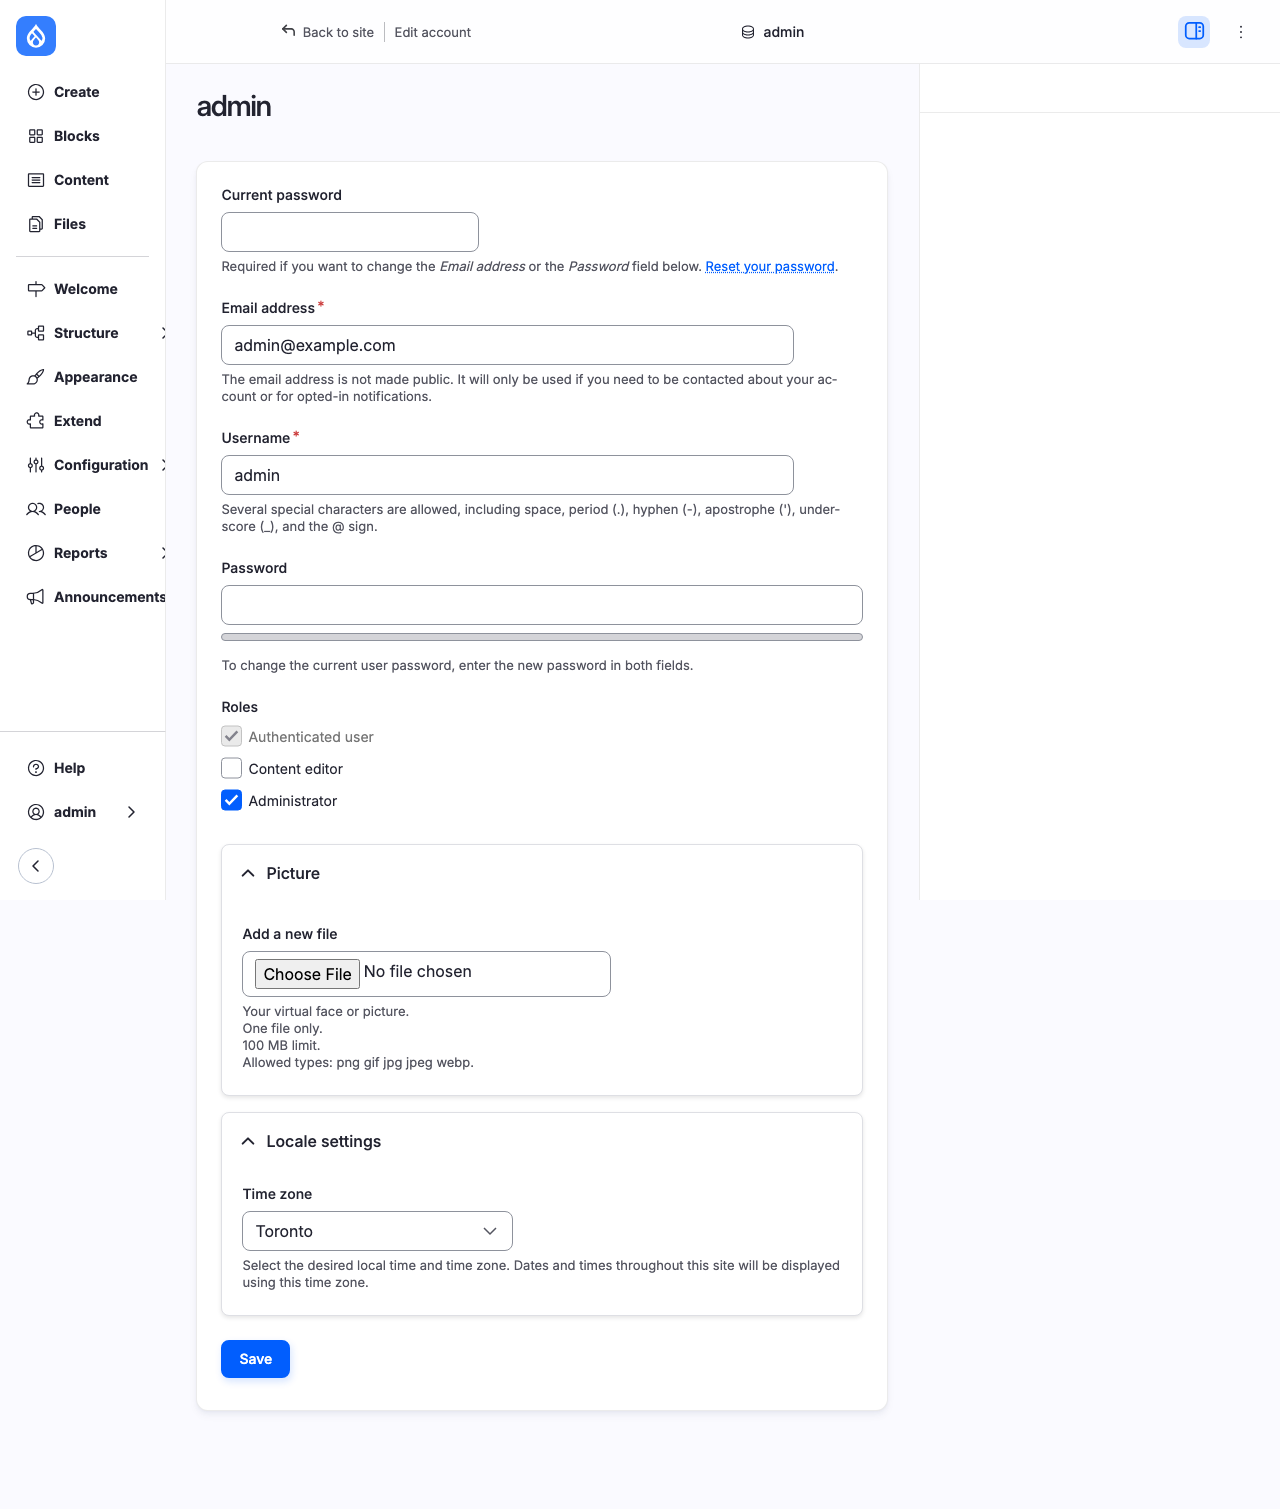 Back to site
Edit account
admin
Create
Blocks
Content
Files
Welcome
Structure
Appearance
Extend
Configuration
People
Reports
Announcements
Help
admin
admin
Current password
Required if you want to change the Email address or the Password field below. Reset your password.
Email address*
admin@example.com
The email address is not made public. It will only be used if you need to be contacted about your ac-
count or for opted-in notifications.
Username*
admin
Several special characters are allowed, including space, period (.), hyphen (-), apostrophe ('), under-
score (_), and the @ sign.
Password
To change the current user password, enter the new password in both fields.
Roles
Authenticated user
Content editor
Administrator
Picture
Add a new file
Choose File No file chosen
Your virtual face or picture.
One file only.
100 MB limit.
Allowed types: png gif jpg jpeg webp.
Locale settings
Time zone
Toronto
Select the desired local time and time zone. Dates and times throughout this site will be displayed
using this time zone.
Save